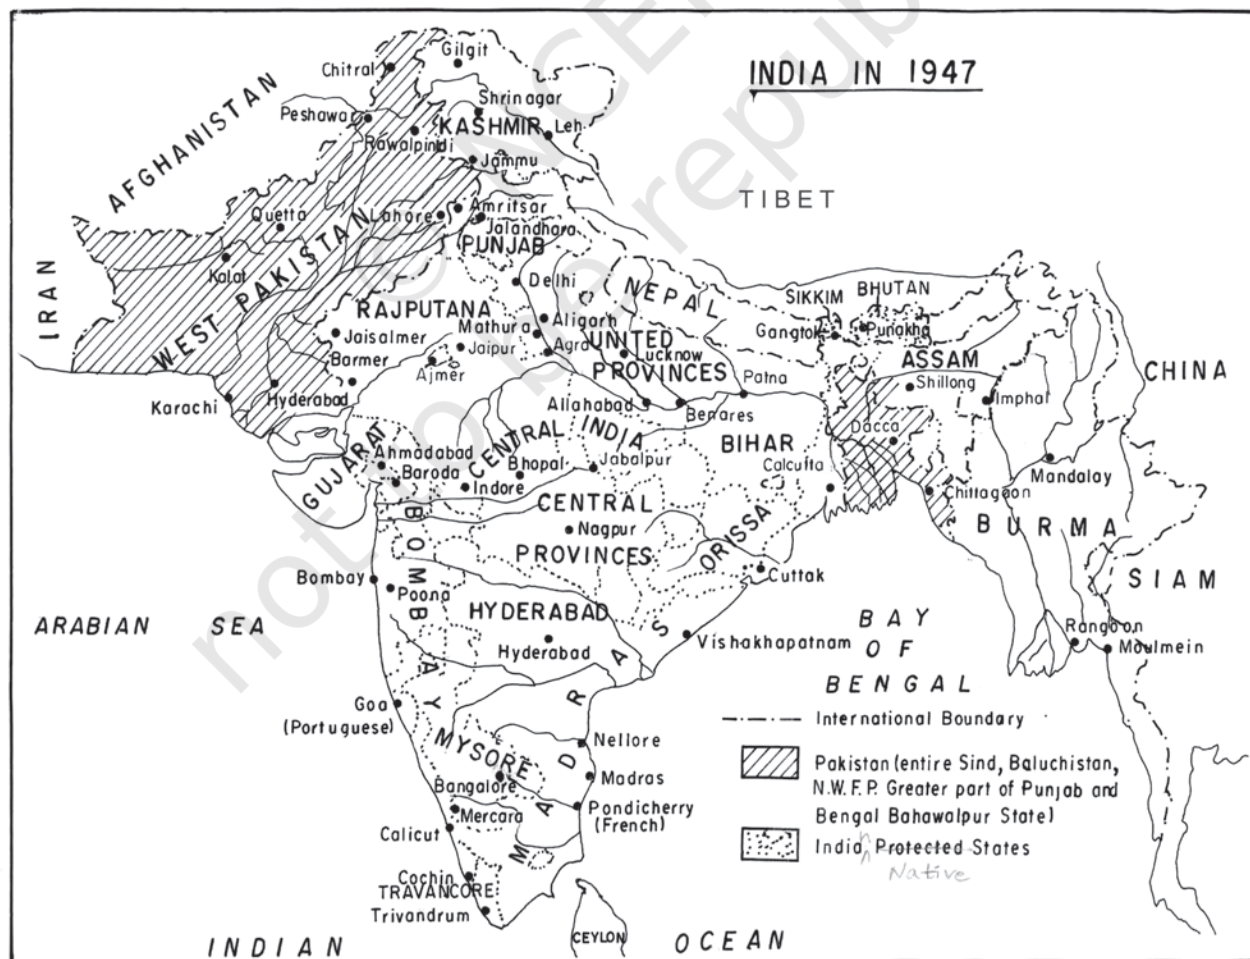 INDIA IN 1947
Gilgit
Chitral
Shrinagar
Peshawar
KASHMIR
Leh
Rawalpindi
Jammu
AFGHANISTAN
TIBET
Quetta
Lahore
Amritsar
Jalandhara
PUNJAB
Kalat
WEST PAKISTAN
IRAN
Delhi
NEPAL
SIKKIM
BHUTAN
RAJPUTANA
Jaisalmer
Mathura
Aligarh
Gangtok
Punakha
Barmer
Jaipur
Agra
UNITED
Lucknow
ASSAM
Ajmer
PROVINCES
Patna
Shillong
CHINA
Karachi
Hyderabad
Allahabad
Benares
Imphal
GUJARAT
Ahmadabad
CENTRAL INDIA
BIHAR
Dacca
Baroda
Bhopal
Jabalpur
Calcutta
Mandalay
Indore
Chittagaon
CENTRAL
Nagpur
PROVINCES
ORISSA
BURMA
Bombay
Poona
BOMBAY
Cuttak
SIAM
HYDERABAD
Hyderabad
ARABIAN SEA
Vishakhapatnam
BAY
OF
BENGAL
Rangoon
Moulmein
Goa
(Portuguese)
MYSORE
MADRAS
Nellore
Bangalore
Madras
Mercara
Pondicherry
(French)
Calicut
Cochin
TRAVANCORE
Trivandrum
CEYLON
INDIAN OCEAN
International Boundary
Pakistan (entire Sind, Baluchistan,
N.W.F.P. Greater part of Punjab and
Bengal Bahawalpur State)
India Protected States
Native
not to be repub
© NCE